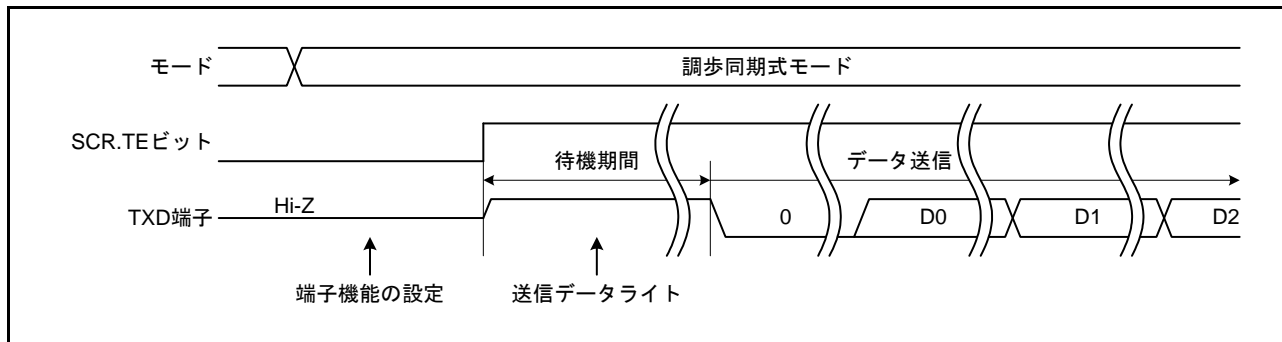 モード
調歩同期式モード
SCR.TEビット
待機期間
データ送信
TXD端子
Hi-Z
0
D0
D1
D2
端子機能の設定
送信データライト